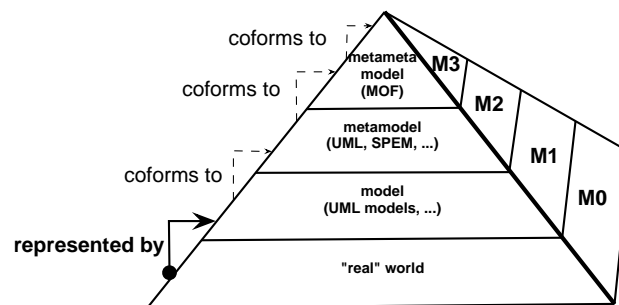 coforms to
metameta
model
(MOF)
M3
coforms to
M2
metamodel
(UML, SPEM, ...)
M1
coforms to
model
(UML models, ...)
M0
represented by
"real" world